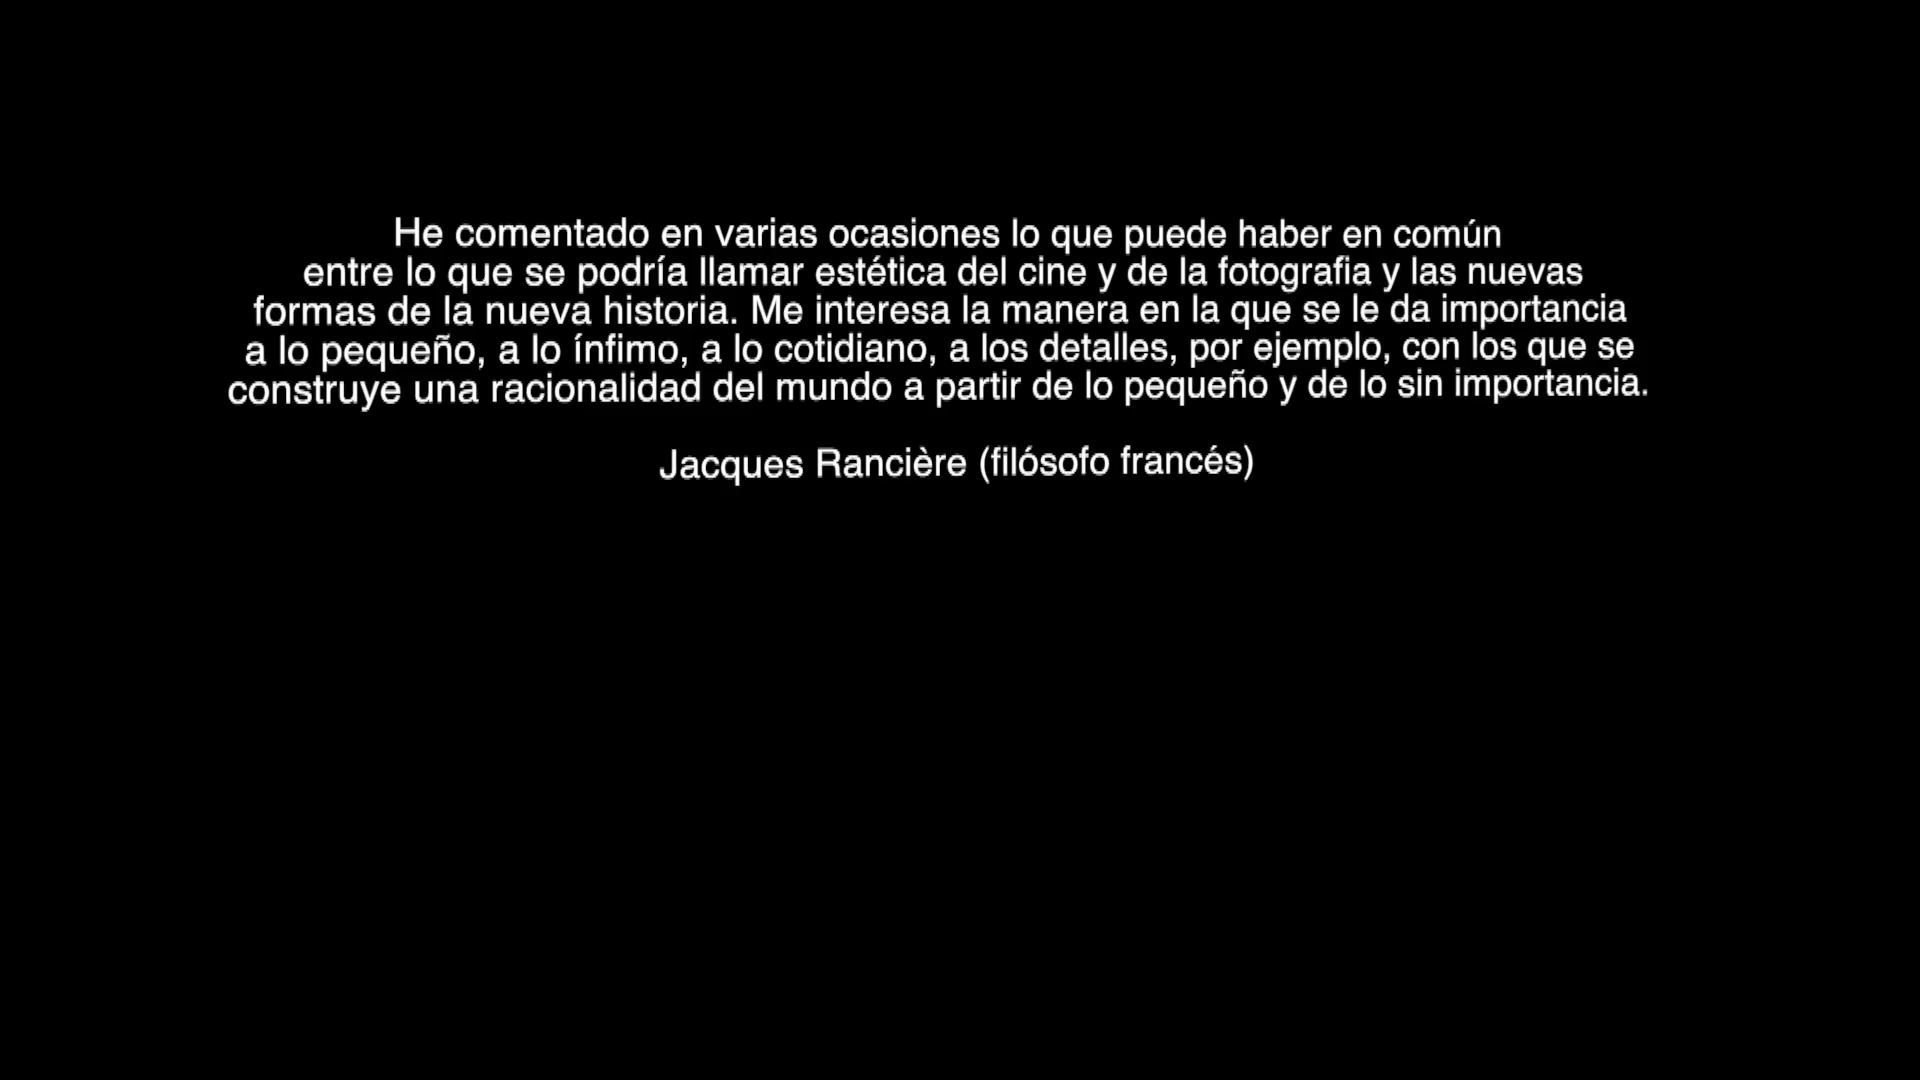 He comentado en varias ocasiones lo que puede haber en común
entre lo que se podría llamar estética del cine y de la fotografia y las nuevas
formas de la nueva historia. Me interesa la manera en la que se le da importancia
a lo pequeño, a lo ínfimo, a lo cotidiano, a los detalles, por ejemplo, con los que se
construye una racionalidad del mundo a partir de lo pequeño y de lo sin importancia.
Jacques Rancière (filósofo francés)